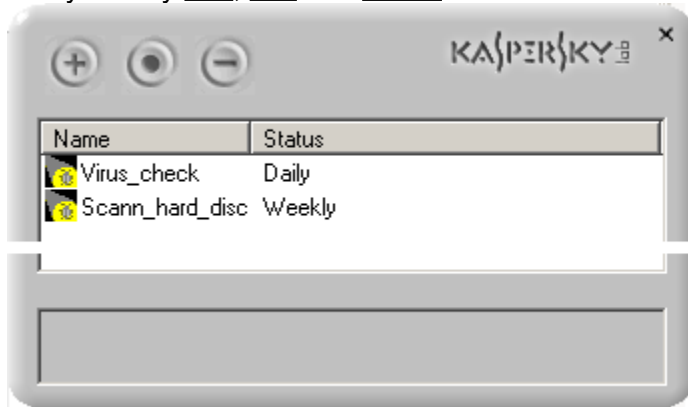 KASPERSKY LAB
Name Status
Virus_check Daily
Scann_hard_disc Weekly